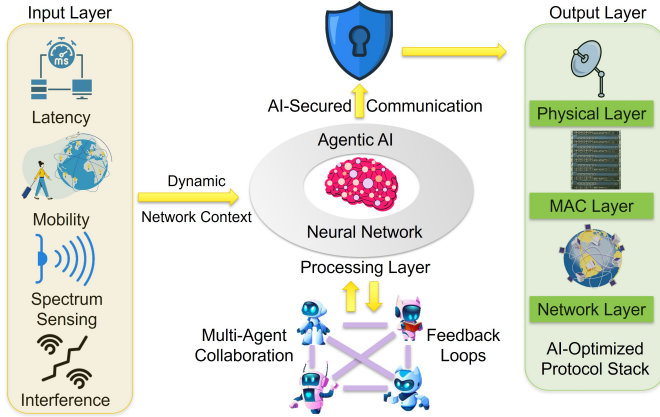 Input Layer
ms
Latency
Mobility
Spectrum
Sensing
Interference
Dynamic
Network Context
AI-Secured Communication
Agentic AI
Neural Network
Processing Layer
Multi-Agent
Collaboration
Feedback
Loops
Output Layer
Physical Layer
MAC Layer
Network Layer
AI-Optimized
Protocol Stack